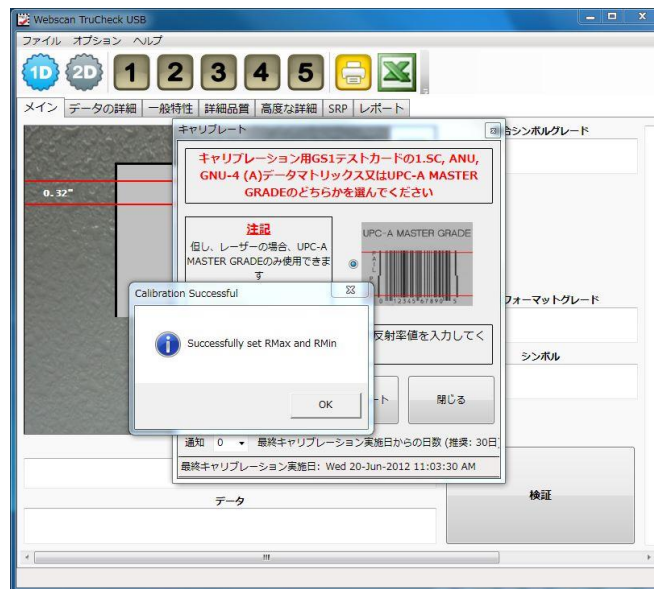 Webscan TruCheck USB
ファイル オプション ヘルプ
1D 2D 1 2 3 4 5
メイン データの詳細 一般特性 詳細品質 高度な詳細 SRP レポート
キャリブレート
合シンボルグレード
キャリブレーション用GS1テストカードの1.SC, ANU,
GNU-4 (A)データマトリックス又はUPC-A MASTER
GRADEのどちらかを選んでください
0.32"
注記
但し、レーザーの場合、UPC-A
MASTER GRADEのみ使用できま
す
UPC-A MASTER GRADE
Calibration Successful
フォーマットグレード
Successfully set RMax and RMin
反射率値を入力してく
シンボル
OK
ート
閉じる
通知 0 最終キャリブレーション実施日からの日数 (推奨: 30日
最終キャリブレーション実施日: Wed 20-Jun-2012 11:03:30 AM
データ
検証